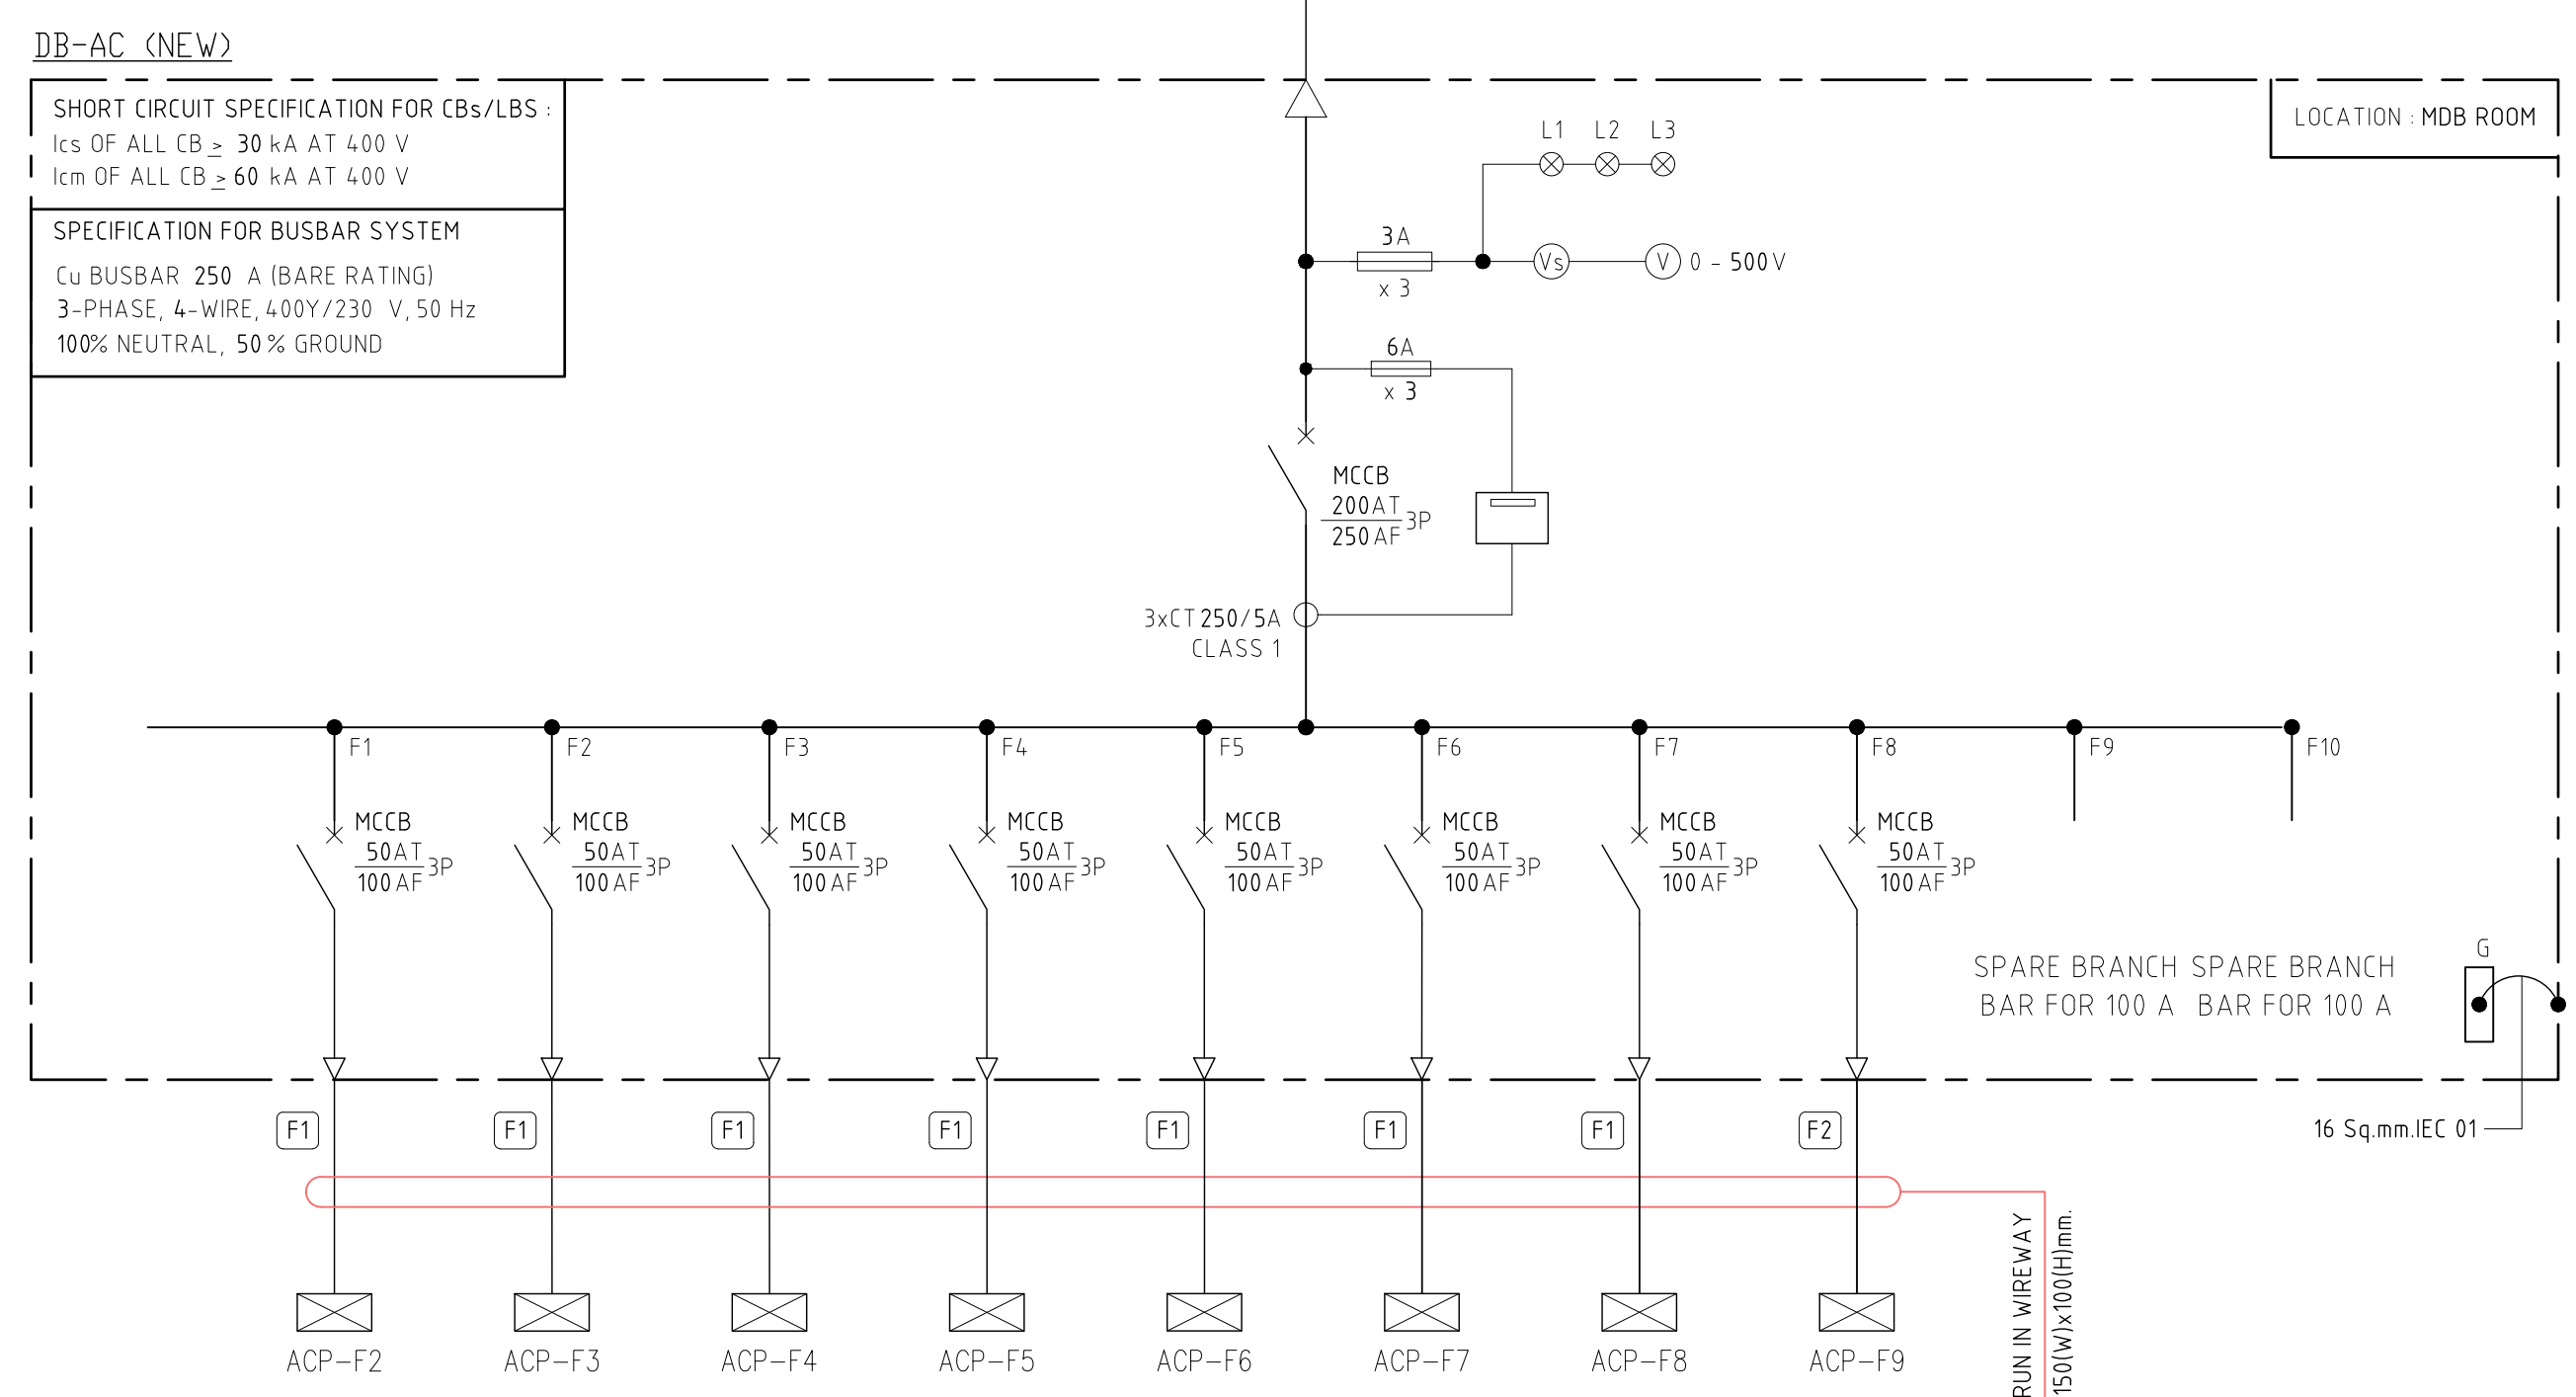 DB-AC (NEW)
SHORT CIRCUIT SPECIFICATION FOR CBs/LBS :
Ics OF ALL CB ≥ 30 kA AT 400 V
Icm OF ALL CB ≥ 60 kA AT 400 V
SPECIFICATION FOR BUSBAR SYSTEM
Cu BUSBAR 250 A (BARE RATING)
3-PHASE, 4-WIRE, 400Y/230 V, 50 Hz
100% NEUTRAL, 50% GROUND
LOCATION : MDB ROOM
L1 L2 L3
3A
x 3
Vs V 0 - 500V
6A
x 3
MCCB
200AT
250AF 3P
3xCT 250/5A
CLASS 1
F1 F2 F3 F4 F5 F6 F7 F8 F9 F10
MCCB MCCB MCCB MCCB MCCB MCCB MCCB MCCB
50AT 50AT 50AT 50AT 50AT 50AT 50AT 50AT
3P 3P 3P 3P 3P 3P 3P 3P
100AF 100AF 100AF 100AF 100AF 100AF 100AF 100AF
G
SPARE BRANCH SPARE BRANCH
BAR FOR 100 A BAR FOR 100 A
F1 F1 F1 F1 F1 F1 F1 F2
16 Sq.mm.IEC 01
RUN IN WIREWAY
150(W)x100(H)mm.
ACP-F2 ACP-F3 ACP-F4 ACP-F5 ACP-F6 ACP-F7 ACP-F8 ACP-F9